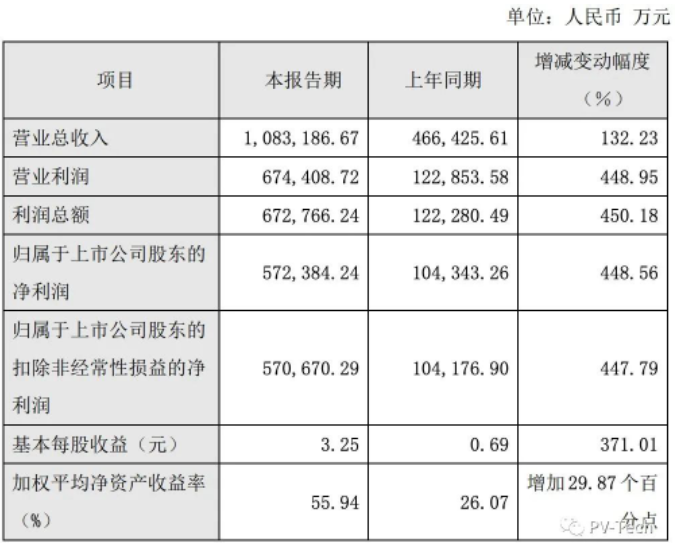 单位：人民币 万元
项目 本报告期 上年同期 增减变动幅度
（%）
营业总收入 1,083,186.67 466,425.61 132.23
营业利润 674,408.72 122,853.58 448.95
利润总额 672,766.24 122,280.49 450.18
归属于上市公司股东的
净利润 572,384.24 104,343.26 448.56
归属于上市公司股东的
扣除非经常性损益的净
利润 570,670.29 104,176.90 447.79
基本每股收益（元） 3.25 0.69 371.01
加权平均净资产收益率
（%） 55.94 26.07 增加29.87个百
分点
PV-Tech